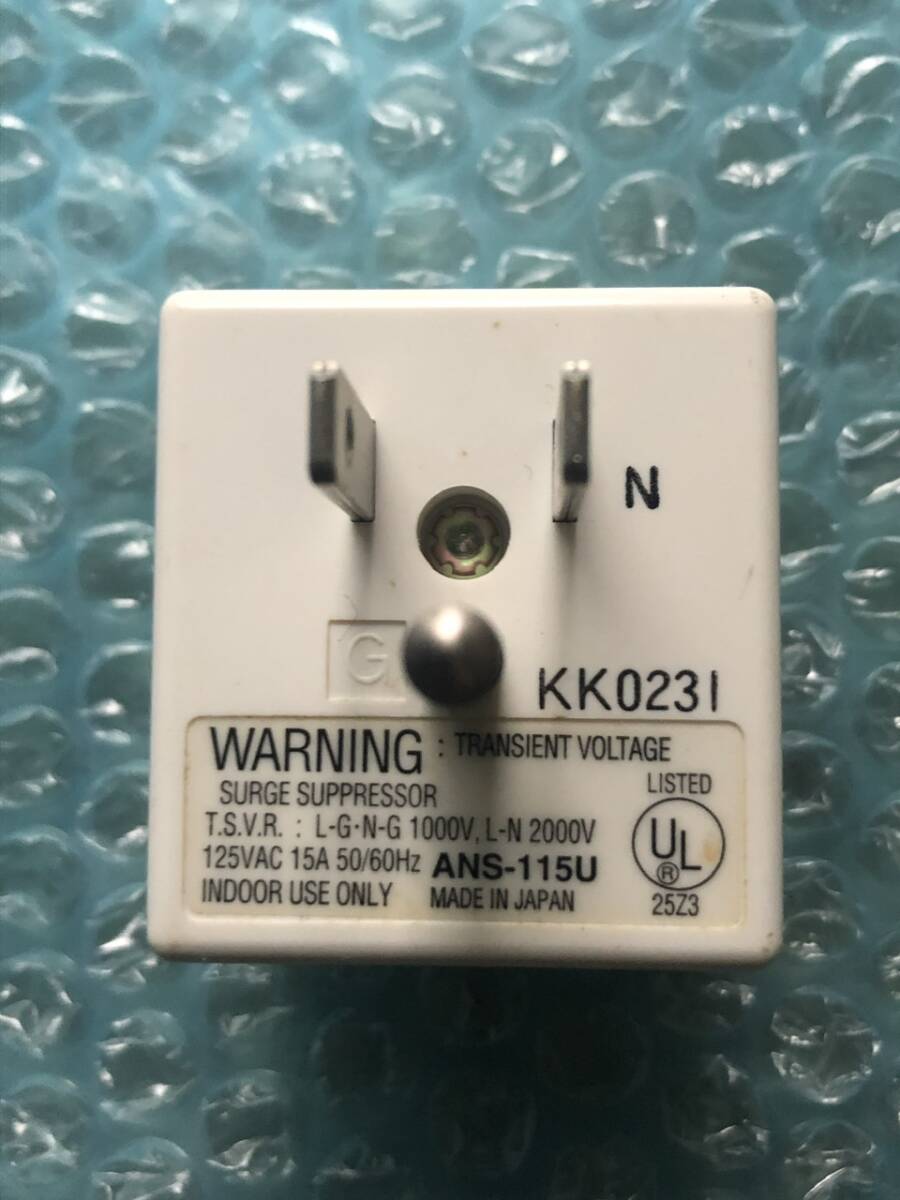 N
G
KK0231
WARNING : TRANSIENT VOLTAGE
SURGE SUPPRESSOR
T.S.V.R. : L-G·N-G 1000V, L-N 2000V
125VAC 15A 50/60Hz ANS-115U
INDOOR USE ONLY MADE IN JAPAN
LISTED
UL
®
25Z3